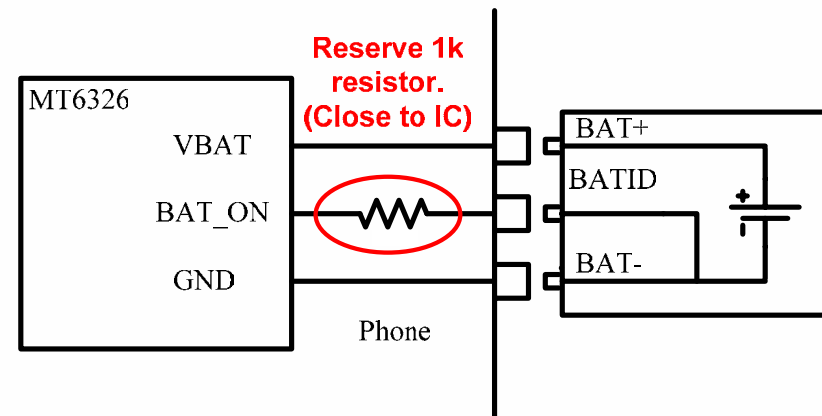 Reserve 1k
resistor.
(Close to IC)
MT6326
VBAT
BAT_ON
GND
Phone
BAT+
BATID
BAT-
+
-